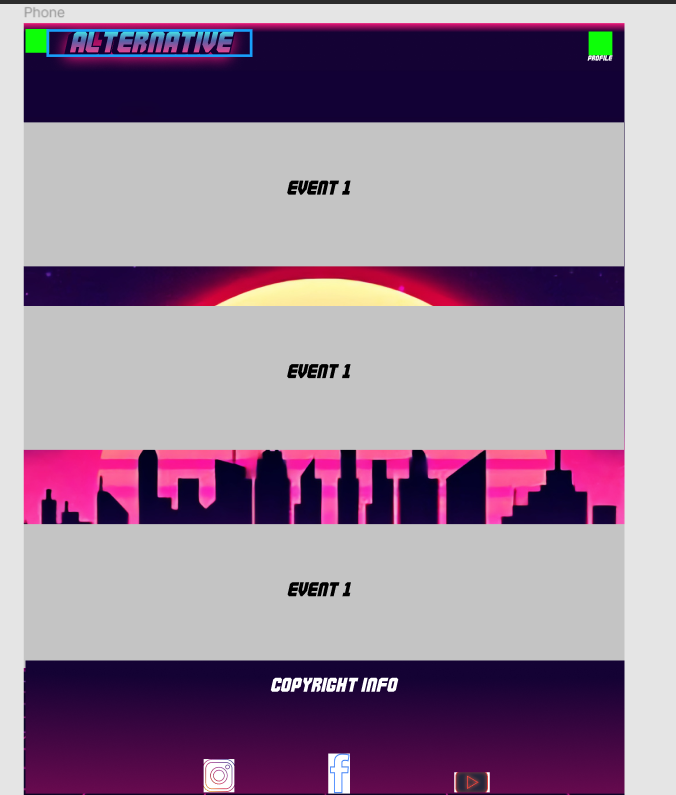 Phone
ALTERNATIVE
PROFILE
EVENT 1
EVENT 1
EVENT 1
COPYRIGHT INFO